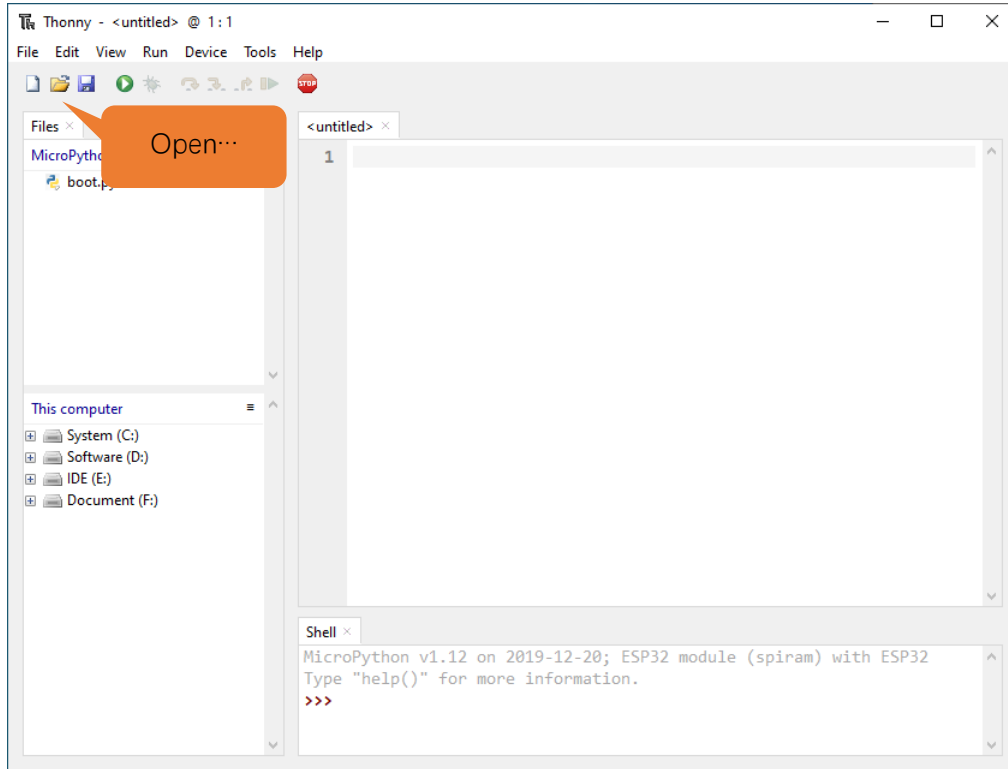 Thonny - <untitled> @ 1:1
File Edit View Run Device Tools Help
Files
Open…
<untitled>
1
boot.py
This computer
System (C:)
Software (D:)
IDE (E:)
Document (F:)
Shell
MicroPython v1.12 on 2019-12-20; ESP32 module (spiram) with ESP32
Type "help()" for more information.
>>>